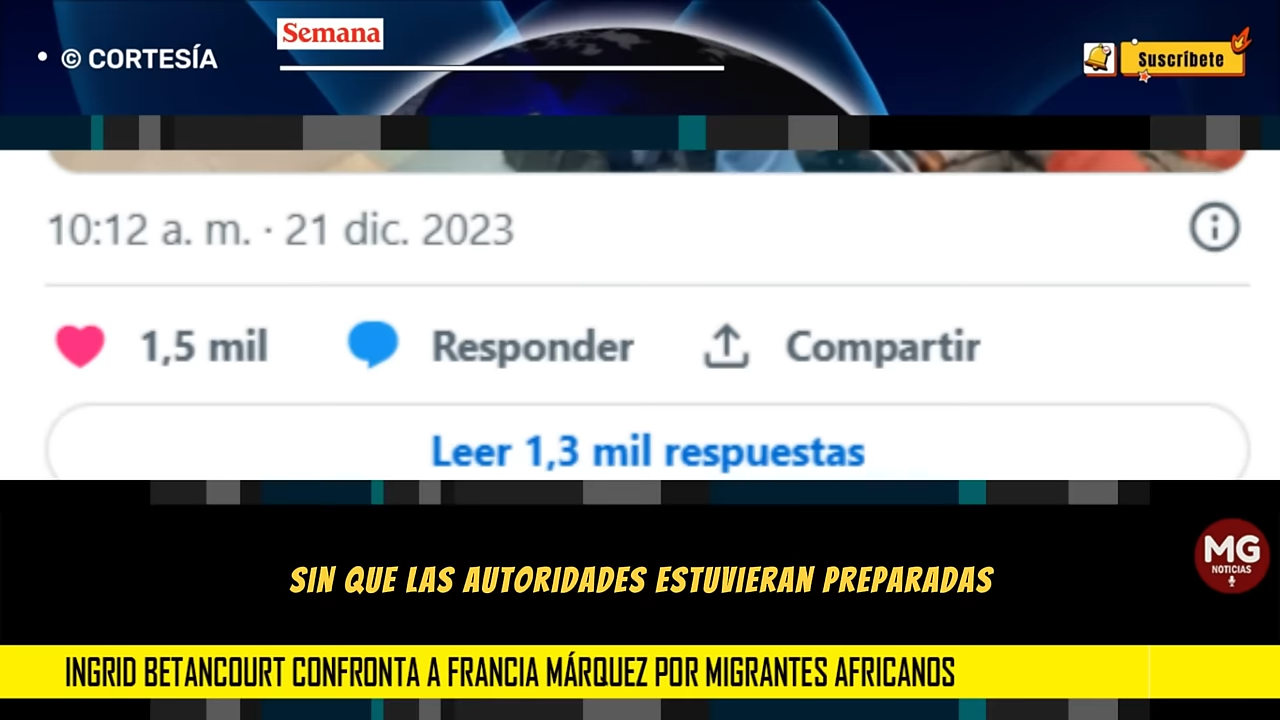 • © CORTESÍA
Semana
Suscríbete
10:12 a. m. · 21 dic. 2023
1,5 mil
Responder
Compartir
Leer 1,3 mil respuestas
SIN QUE LAS AUTORIDADES ESTUVIERAN PREPARADAS
MG
NOTICIAS
INGRID BETANCOURT CONFRONTA A FRANCIA MÁRQUEZ POR MIGRANTES AFRICANOS